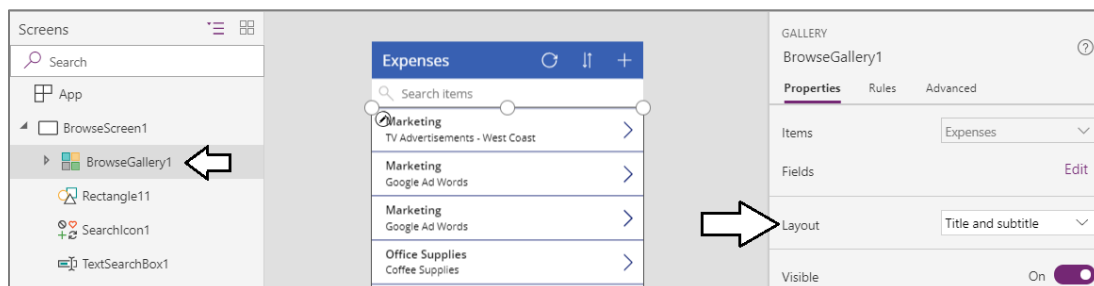 Screens
Search
App
BrowseScreen1
BrowseGallery1
Rectangle11
SearchIcon1
TextSearchBox1
Expenses
Search items
Marketing
TV Advertisements - West Coast
Marketing
Google Ad Words
Marketing
Google Ad Words
Office Supplies
Coffee Supplies
GALLERY
BrowseGallery1
Properties Rules Advanced
Items Expenses
Fields Edit
Layout Title and subtitle
Visible On